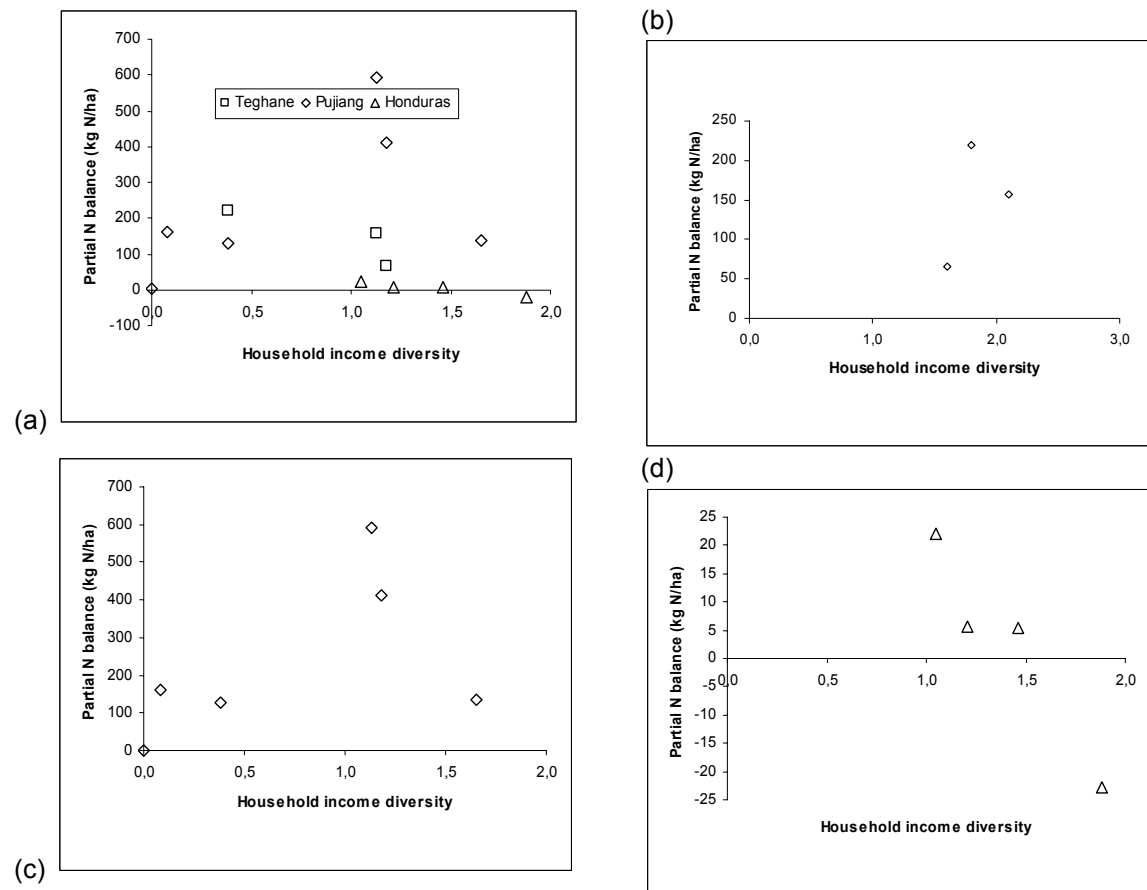 (a)
700
600
500
400
300
200
100
0
-100
0,0 0,5 1,0 1,5 2,0
Partial N balance (kg N/ha)
Household income diversity
Teghane Pujiang Honduras
(b)
250
200
150
100
50
0
0,0 1,0 2,0 3,0
Partial N balance (kg N/ha)
Household income diversity
(c)
700
600
500
400
300
200
100
0
0,0 0,5 1,0 1,5 2,0
Partial N balance (kg N/ha)
Household income diversity
(d)
25
20
15
10
5
0
-5
-10
-15
-20
-25
0,0 0,5 1,0 1,5 2,0
Partial N balance (kg N/ha)
Household income diversity